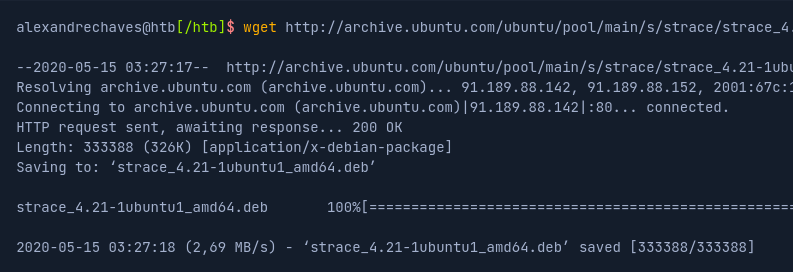 alexandrechaves@htb[/htb]$ wget http://archive.ubuntu.com/ubuntu/pool/main/s/strace/strace_4.
--2020-05-15 03:27:17--  http://archive.ubuntu.com/ubuntu/pool/main/s/strace/strace_4.21-1ubu
Resolving archive.ubuntu.com (archive.ubuntu.com)... 91.189.88.142, 91.189.88.152, 2001:67c:1
Connecting to archive.ubuntu.com (archive.ubuntu.com)|91.189.88.142|:80... connected.
HTTP request sent, awaiting response... 200 OK
Length: 333388 (326K) [application/x-debian-package]
Saving to: ‘strace_4.21-1ubuntu1_amd64.deb’
strace_4.21-1ubuntu1_amd64.deb       100%[===================================================
2020-05-15 03:27:18 (2,69 MB/s) - ‘strace_4.21-1ubuntu1_amd64.deb’ saved [333388/333388]